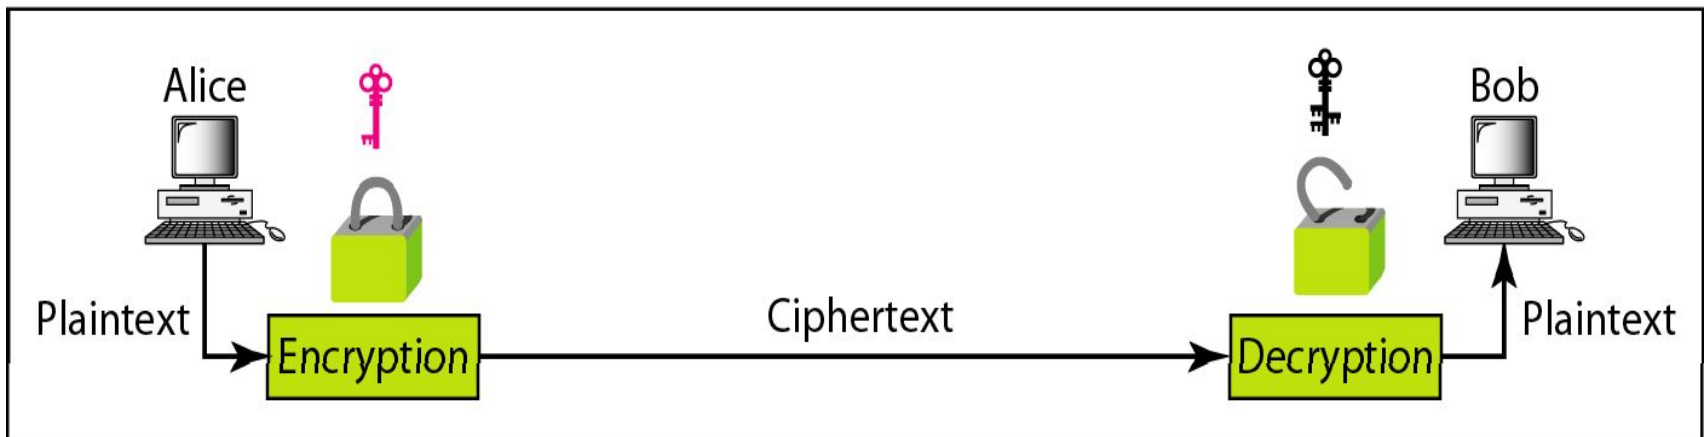 Alice
Bob
Plaintext
Encryption
Ciphertext
Decryption
Plaintext